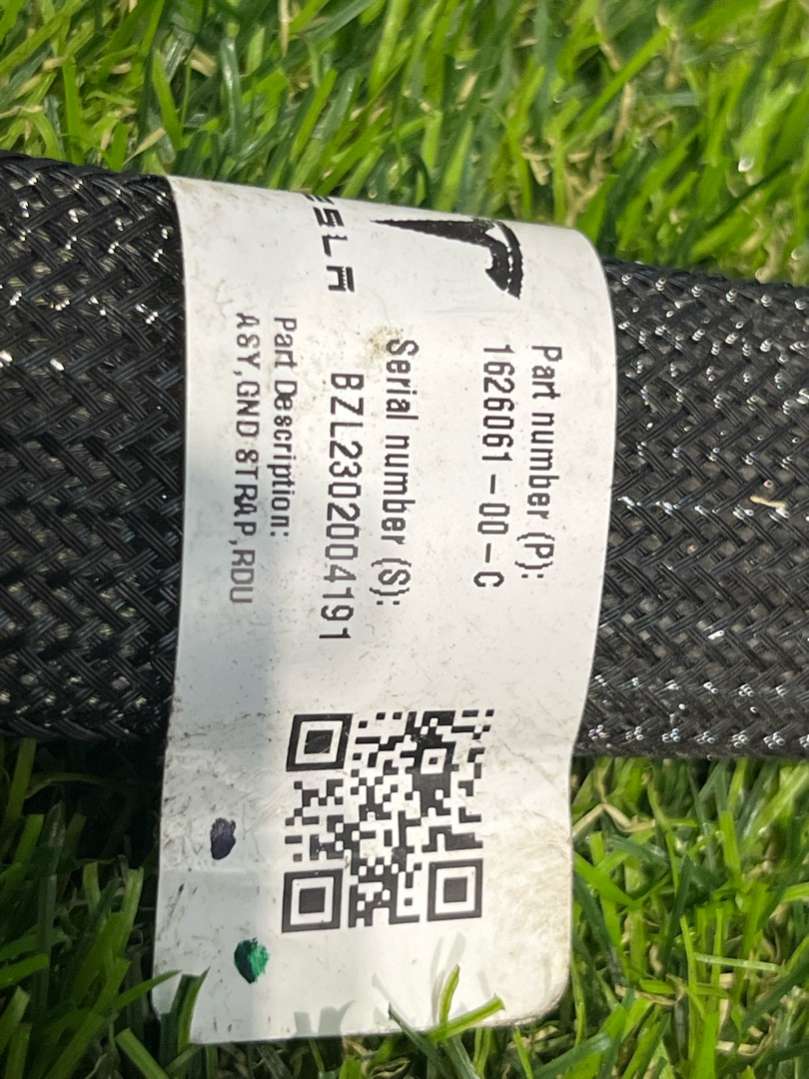 TESLA
Part number (P):
1626061-00-C
Serial number (S):
BZL2302004191
Part Description:
ASY,GND STRAP,RDU